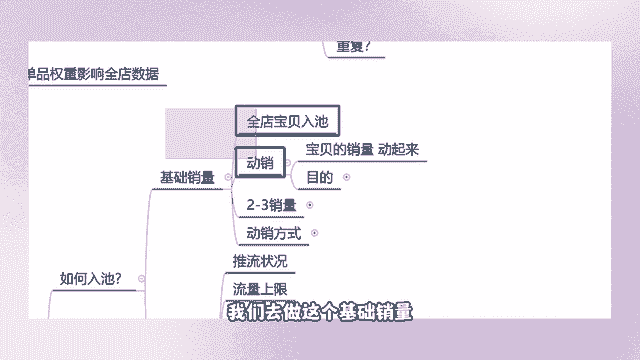 重复?
单品权重影响全店数据
全店宝贝入池
宝贝的销量 动起来
动销
基础销量
目的
2-3销量
动销方式
如何入池?
推流状况
流量上限
我们去做这个基础销量